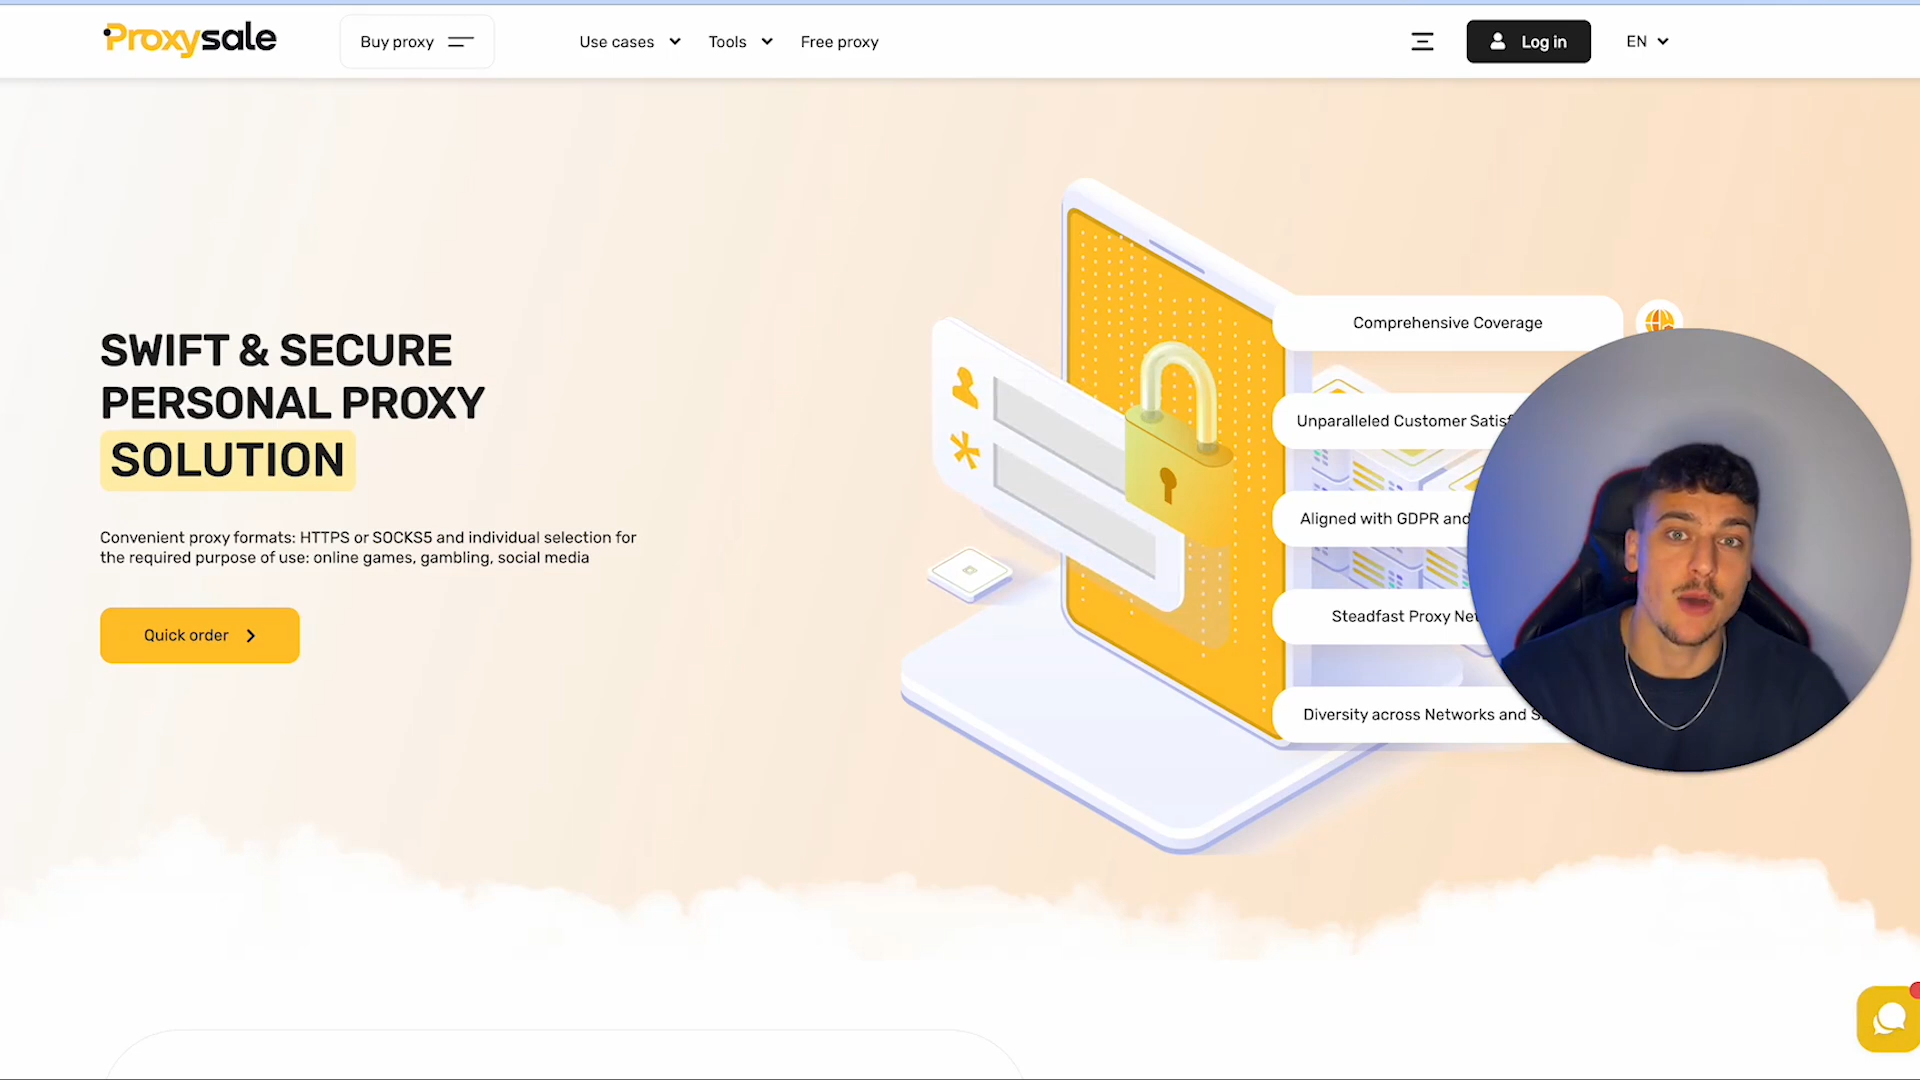 Proxysale
Buy proxy
Use cases
Tools
Free proxy
Log in
EN
SWIFT & SECURE
PERSONAL PROXY
SOLUTION
Convenient proxy formats: HTTPS or SOCKS5 and individual selection for
the required purpose of use: online games, gambling, social media
Quick order
Comprehensive Coverage
Unparalleled Customer
Aligned with GDPR and
Steadfast Proxy
Diversity across Networks and